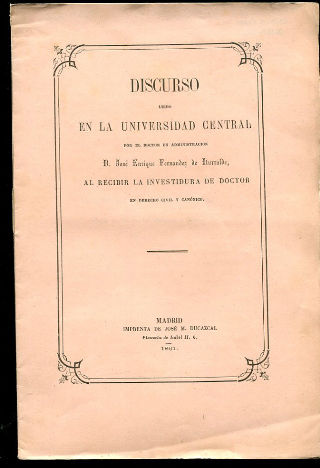 DISCURSO
LEIDO
EN LA UNIVERSIDAD CENTRAL
POR EL DOCTOR EN ADMINISTRACION
D. José Enrique Fernandez de
AL RECIBIR LA INVESTIDURA DE DOCTOR
EN DERECHO CIVIL Y CANÓNICO.
MADRID
IMPRENTA DE JOSÉ M. DUCAZCAL
Plazuela de Isabel II. 6.